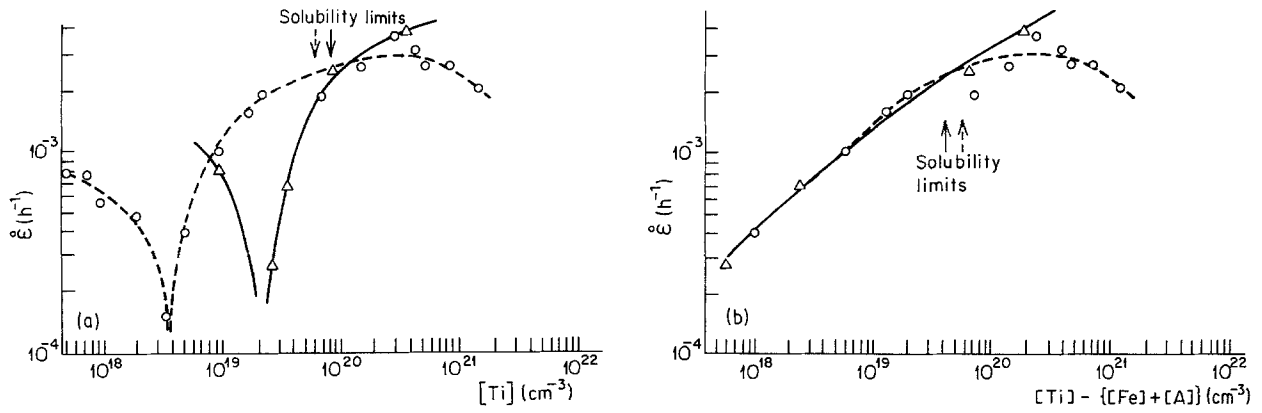 Solubility limits
10⁻³
ε̊ (h⁻¹)
(a)
10⁻⁴
10¹⁸ 10¹⁹ 10²⁰ 10²¹ 10²²
[Ti] (cm⁻³)
10⁻³
Solubility
limits
ε̊ (h⁻¹)
(b)
10⁻⁴
10¹⁸ 10¹⁹ 10²⁰ 10²¹ 10²²
[Ti] - {[Fe]+[A]} (cm⁻³)